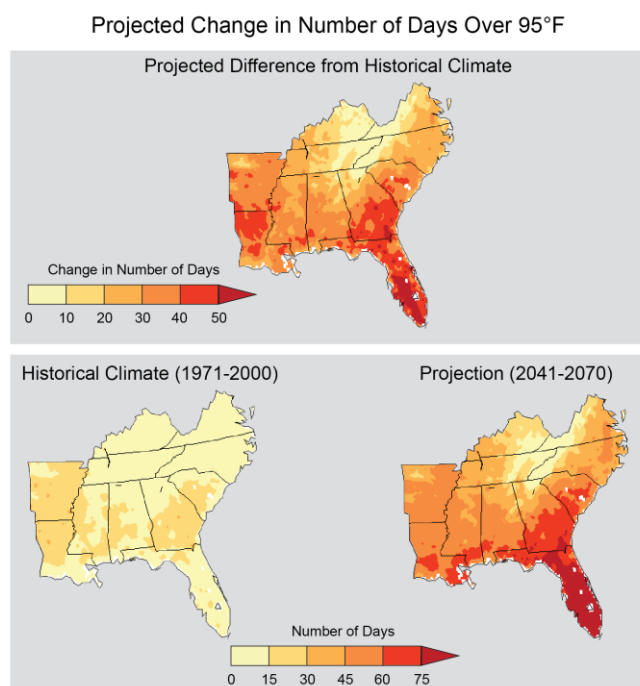 Projected Change in Number of Days Over 95°F
Projected Difference from Historical Climate
Change in Number of Days
0 10 20 30 40 50
Historical Climate (1971-2000)
Projection (2041-2070)
Number of Days
0 15 30 45 60 75